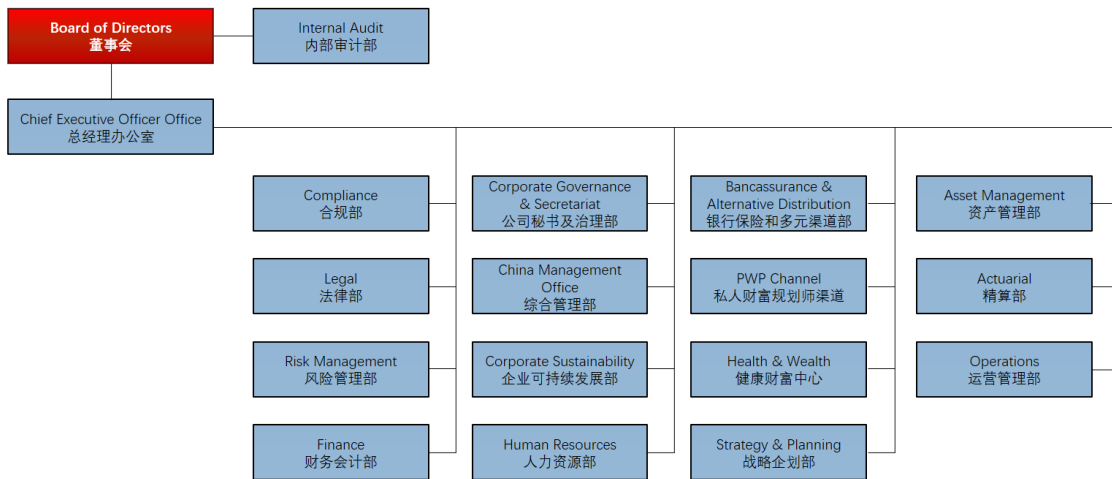 Board of Directors
董事会
Internal Audit
内部审计部
Chief Executive Officer Office
总经理办公室
Compliance
合规部
Corporate Governance
& Secretariat
公司秘书及治理部
Bancassurance &
Alternative Distribution
银行保险和多元渠道部
Asset Management
资产管理部
Legal
法律部
China Management
Office
综合管理部
PWP Channel
私人财富规划师渠道
Actuarial
精算部
Risk Management
风险管理部
Corporate Sustainability
企业可持续发展部
Health & Wealth
健康财富中心
Operations
运营管理部
Finance
财务会计部
Human Resources
人力资源部
Strategy & Planning
战略企划部